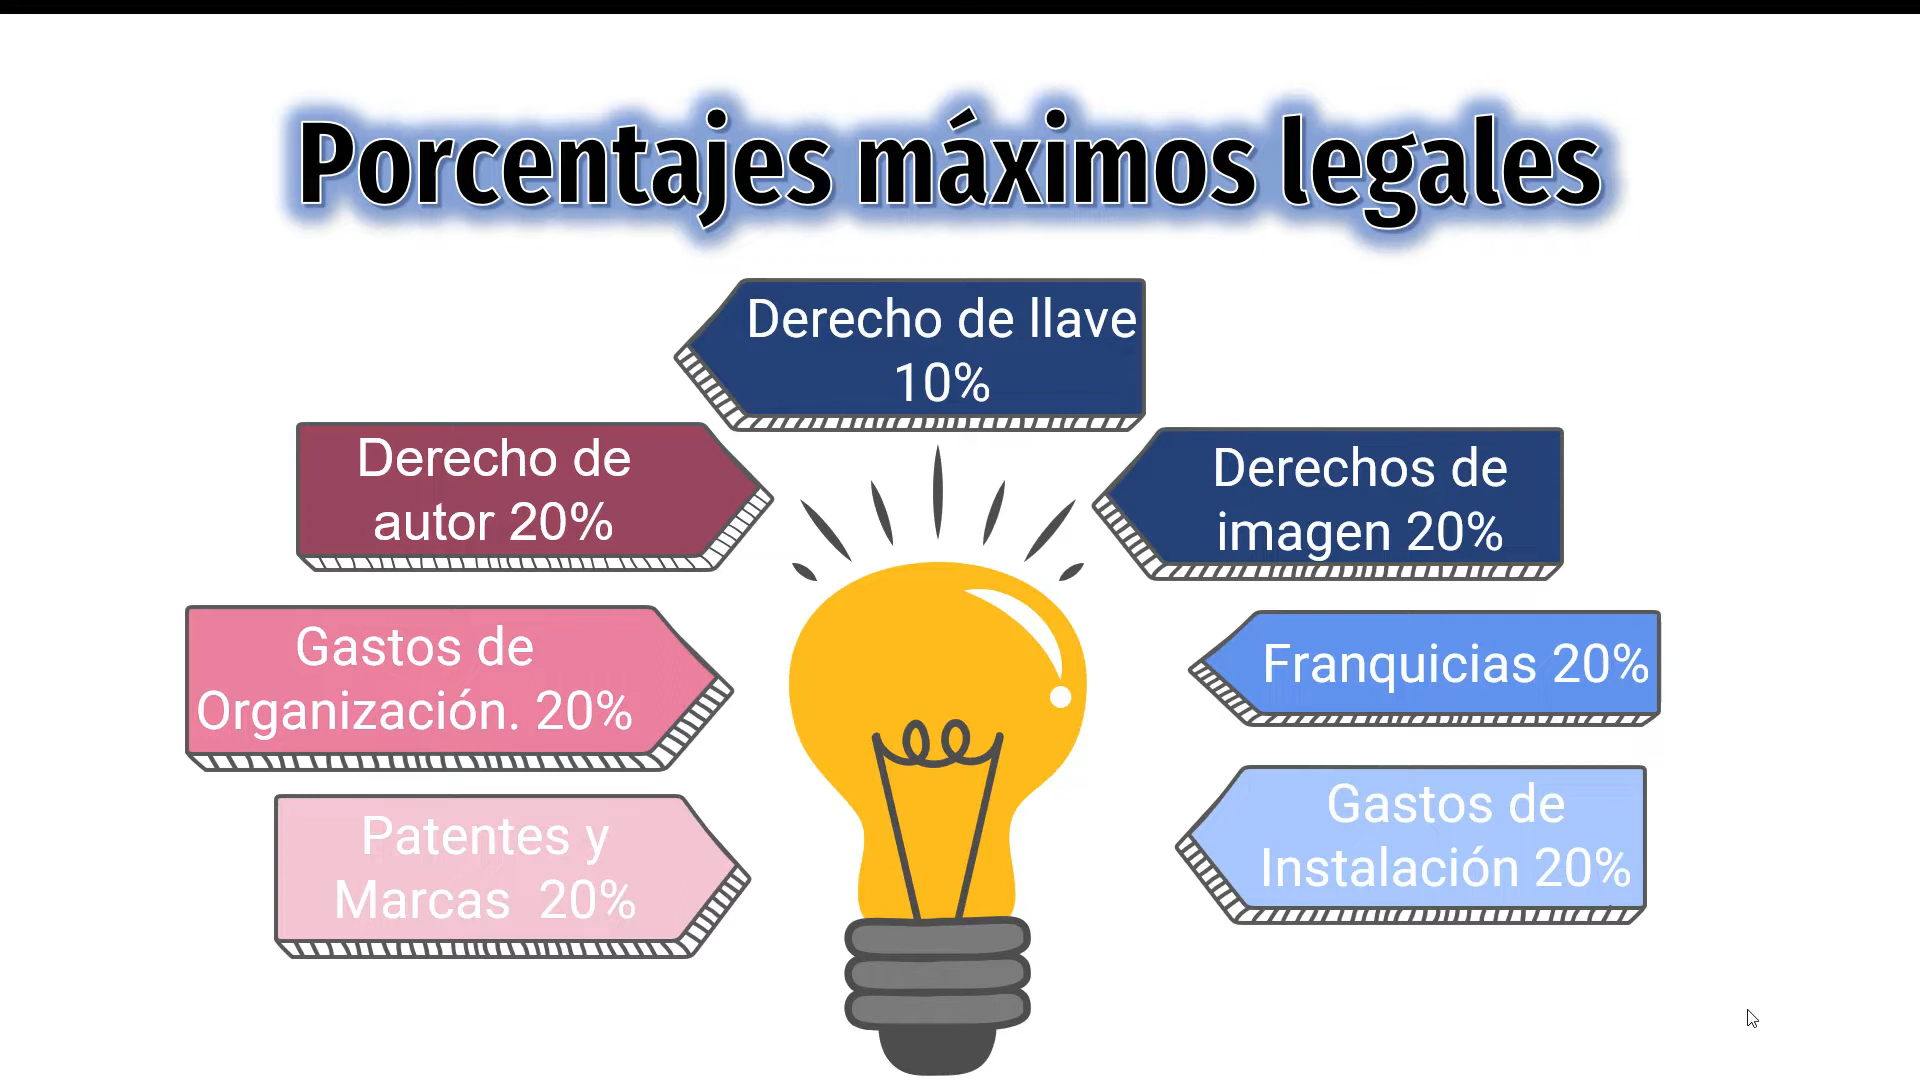 Porcentajes máximos legales
Derecho de llave
10%
Derecho de
autor 20%
Derechos de
imagen 20%
Gastos de
Organización. 20%
Franquicias 20%
Patentes y
Marcas  20%
Gastos de
Instalación 20%